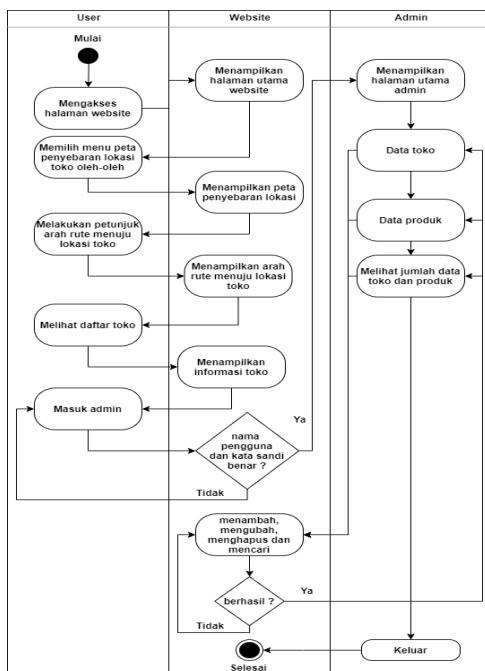 User
Website
Admin
Mulai
Mengakses
halaman website
Menampilkan
halaman utama
website
Menampilkan
halaman utama
admin
Memilih menu peta
penyebaran lokasi
toko oleh-oleh
Data toko
Menampilkan peta
penyebaran lokasi
Melakukan petunjuk
arah rute menuju
lokasi toko
Data produk
Menampilkan arah
rute menuju lokasi
toko
Melihat jumlah data
toko dan produk
Melihat daftar toko
Menampilkan
informasi toko
Masuk admin
Ya
nama
pengguna
dan kata sandi
benar ?
Tidak
menambah,
mengubah,
menghapus dan
mencari
berhasil ?
Ya
Tidak
Keluar
Selesai